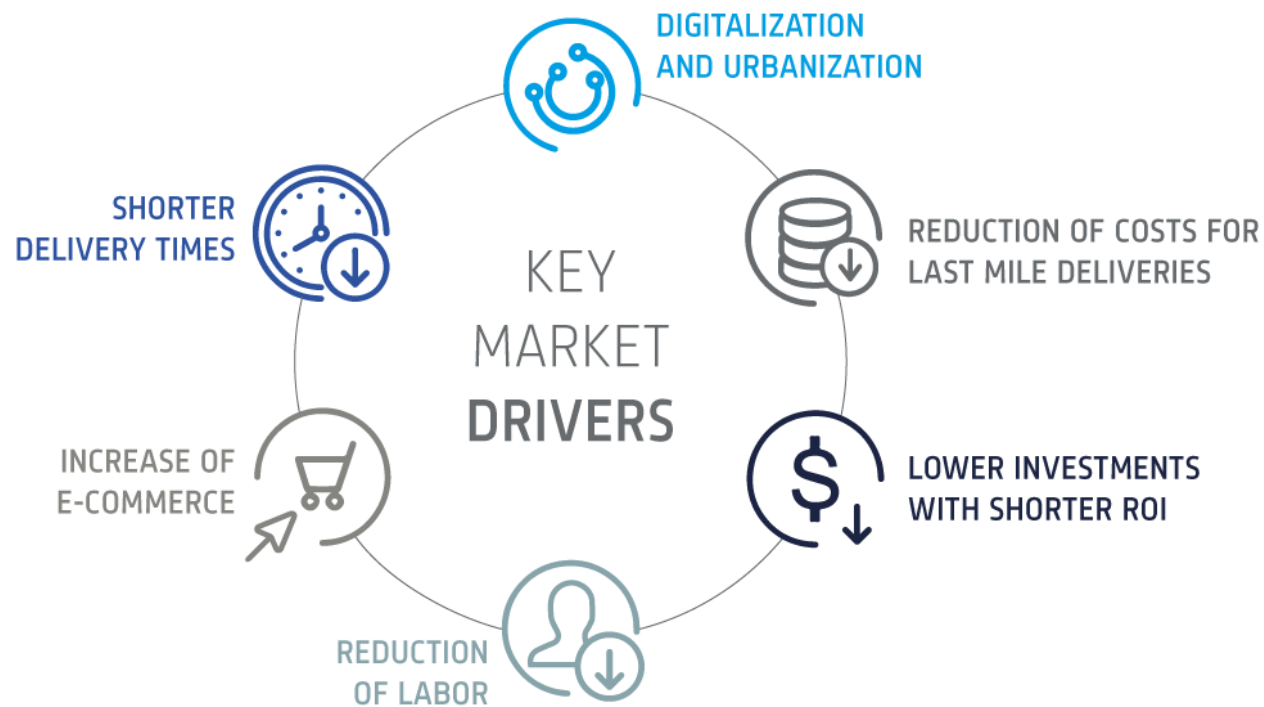 KEY
MARKET
DRIVERS
DIGITALIZATION
AND URBANIZATION
REDUCTION OF COSTS FOR
LAST MILE DELIVERIES
LOWER INVESTMENTS
WITH SHORTER ROI
REDUCTION
OF LABOR
INCREASE OF
E-COMMERCE
SHORTER
DELIVERY TIMES
$